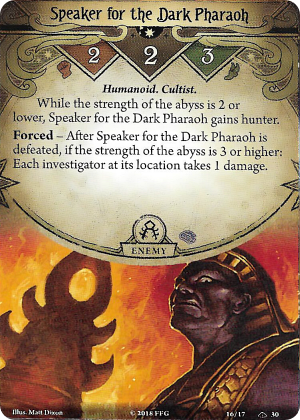 Speaker for the Dark Pharaoh
2 2 3
Humanoid. Cultist.
While the strength of the abyss is 2 or
lower, Speaker for the Dark Pharaoh gains hunter.
Forced – After Speaker for the Dark Pharaoh is
defeated, if the strength of the abyss is 3 or higher:
Each investigator at its location takes 1 damage.
ENEMY
Illus. Matt Dixon © 2018 FFG 16/17 30